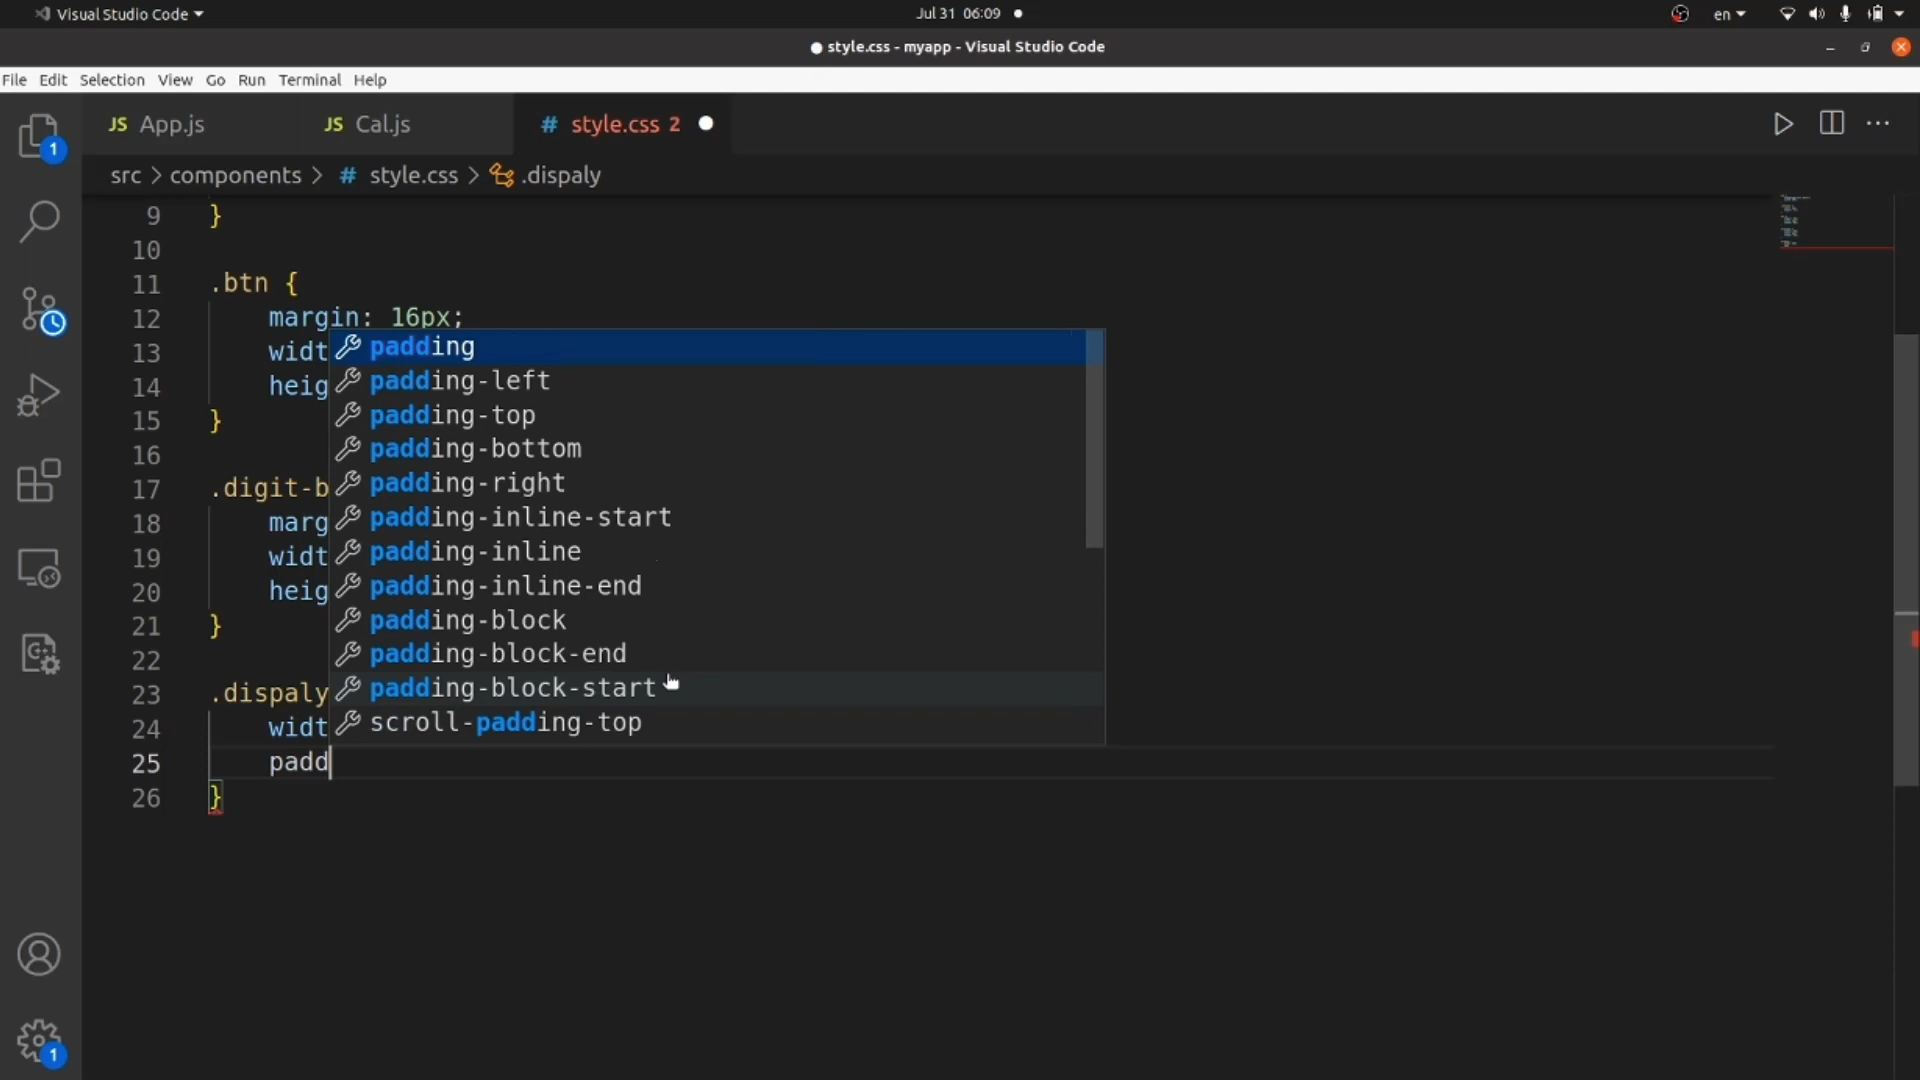 Visual Studio Code
Jul 31 06:09
en
style.css - myapp - Visual Studio Code
File Edit Selection View Go Run Terminal Help
JS App.js
JS Cal.js
# style.css 2
src > components > # style.css > .dispaly
9 }
10
11 .btn {
12 margin: 16px;
13 widt
14 heig
15 }
16
17 .digit-b
18 marg
19 widt
20 heig
21 }
22
23 .dispaly
24 widt
25 padd
26 }
padding
padding-left
padding-top
padding-bottom
padding-right
padding-inline-start
padding-inline
padding-inline-end
padding-block
padding-block-end
padding-block-start
scroll-padding-top
1
1